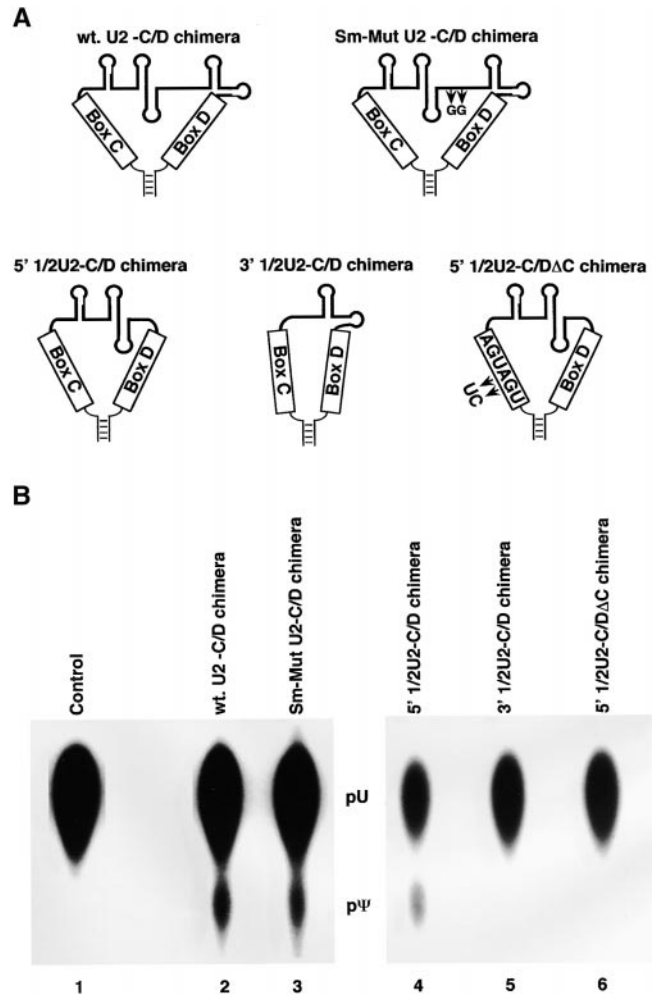 A
wt. U2 -C/D chimera
Sm-Mut U2 -C/D chimera
Box C
Box D
Box C
GG
Box D
5' 1/2U2-C/D chimera
3' 1/2U2-C/D chimera
5' 1/2U2-C/DΔC chimera
Box C
Box D
Box C
Box D
AGUAGU
UC
Box D
B
Control
wt. U2 -C/D chimera
Sm-Mut U2-C/D chimera
5' 1/2U2-C/D chimera
3' 1/2U2-C/D chimera
5' 1/2U2-C/DΔC chimera
pU
pΨ
1
2
3
4
5
6